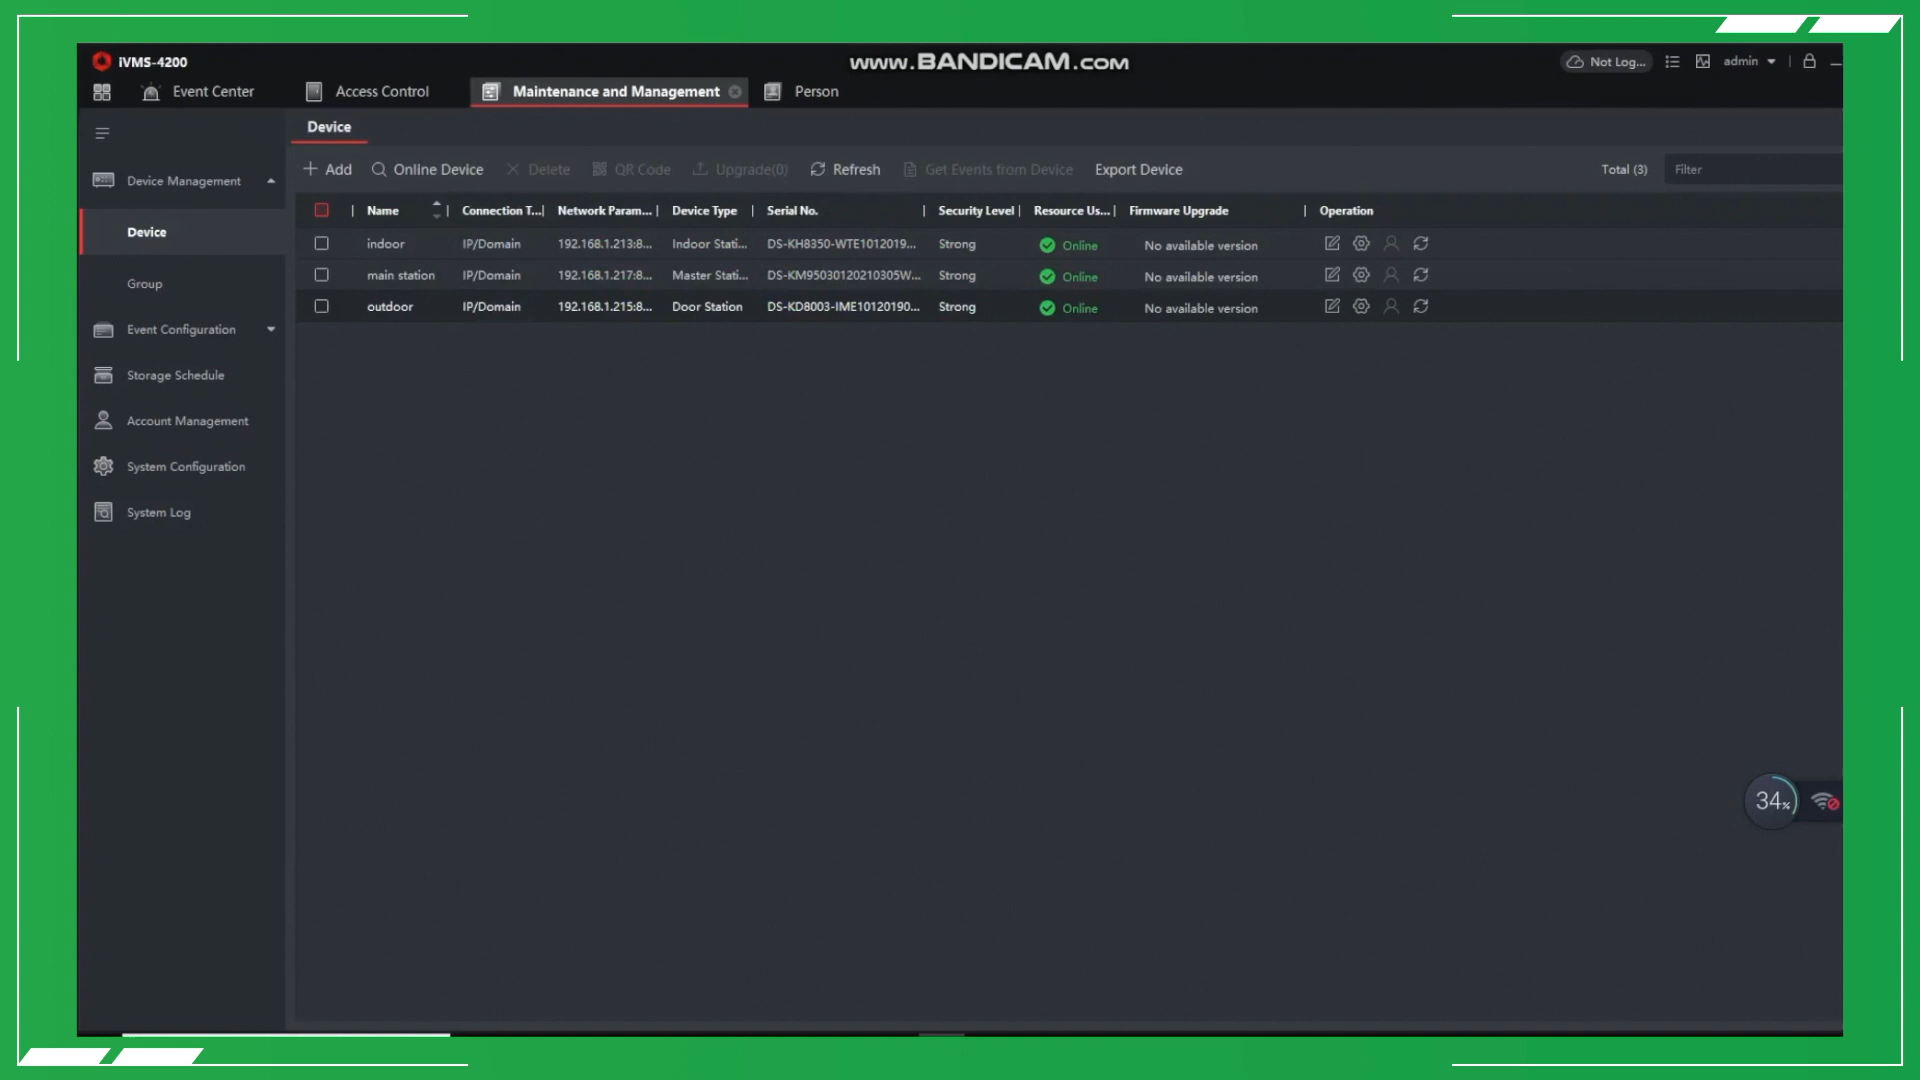 iVMS-4200
www.BANDICAM.com
Not Log...
admin
Event Center
Access Control
Maintenance and Management
Person
Device
Add
Online Device
Delete
QR Code
Upgrade(0)
Refresh
Get Events from Device
Export Device
Total (3)
Filter
Device Management
Device
Group
Event Configuration
Storage Schedule
Account Management
System Configuration
System Log
Name | Connection T...| Network Param... | Device Type | Serial No. | Security Level | Resource Us... | Firmware Upgrade | Operation
indoor IP/Domain 192.168.1.213:8... Indoor Stati... DS-KH8350-WTE1012019... Strong Online No available version
main station IP/Domain 192.168.1.217:8... Master Stati... DS-KM95030120210305W... Strong Online No available version
outdoor IP/Domain 192.168.1.215:8... Door Station DS-KD8003-IME10120190... Strong Online No available version
34%